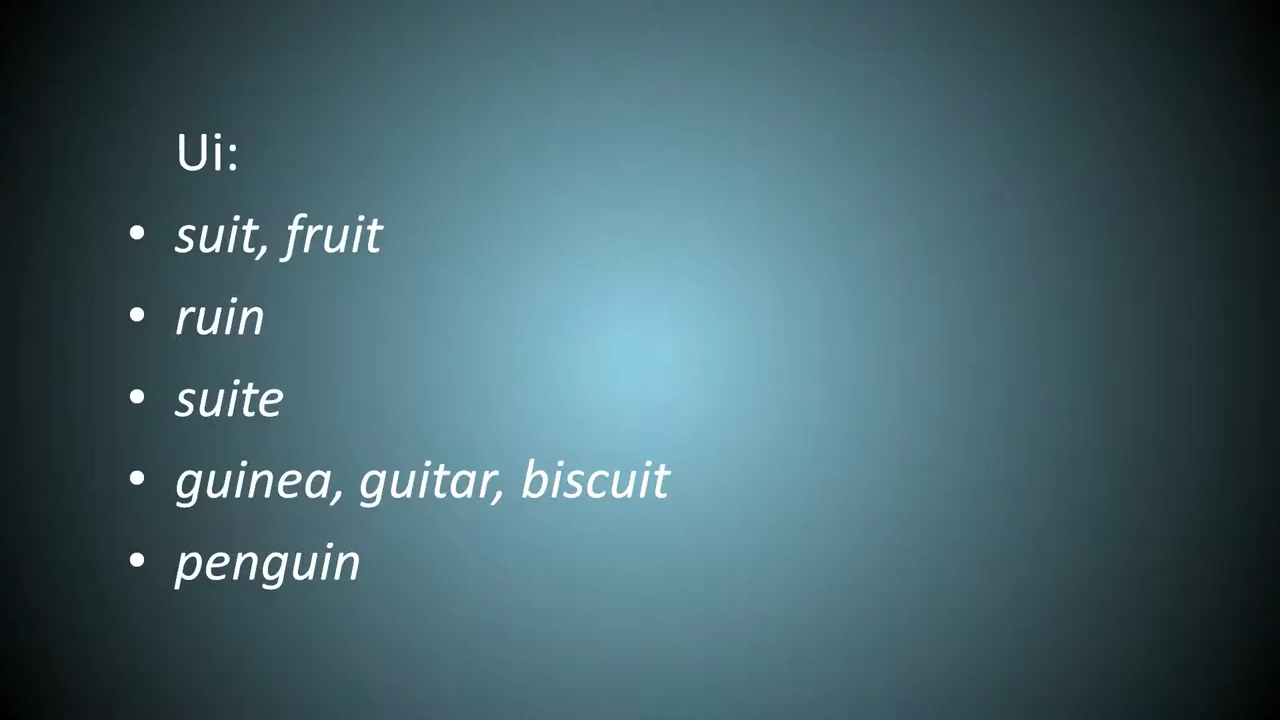 Ui:
• suit, fruit
• ruin
• suite
• guinea, guitar, biscuit
• penguin